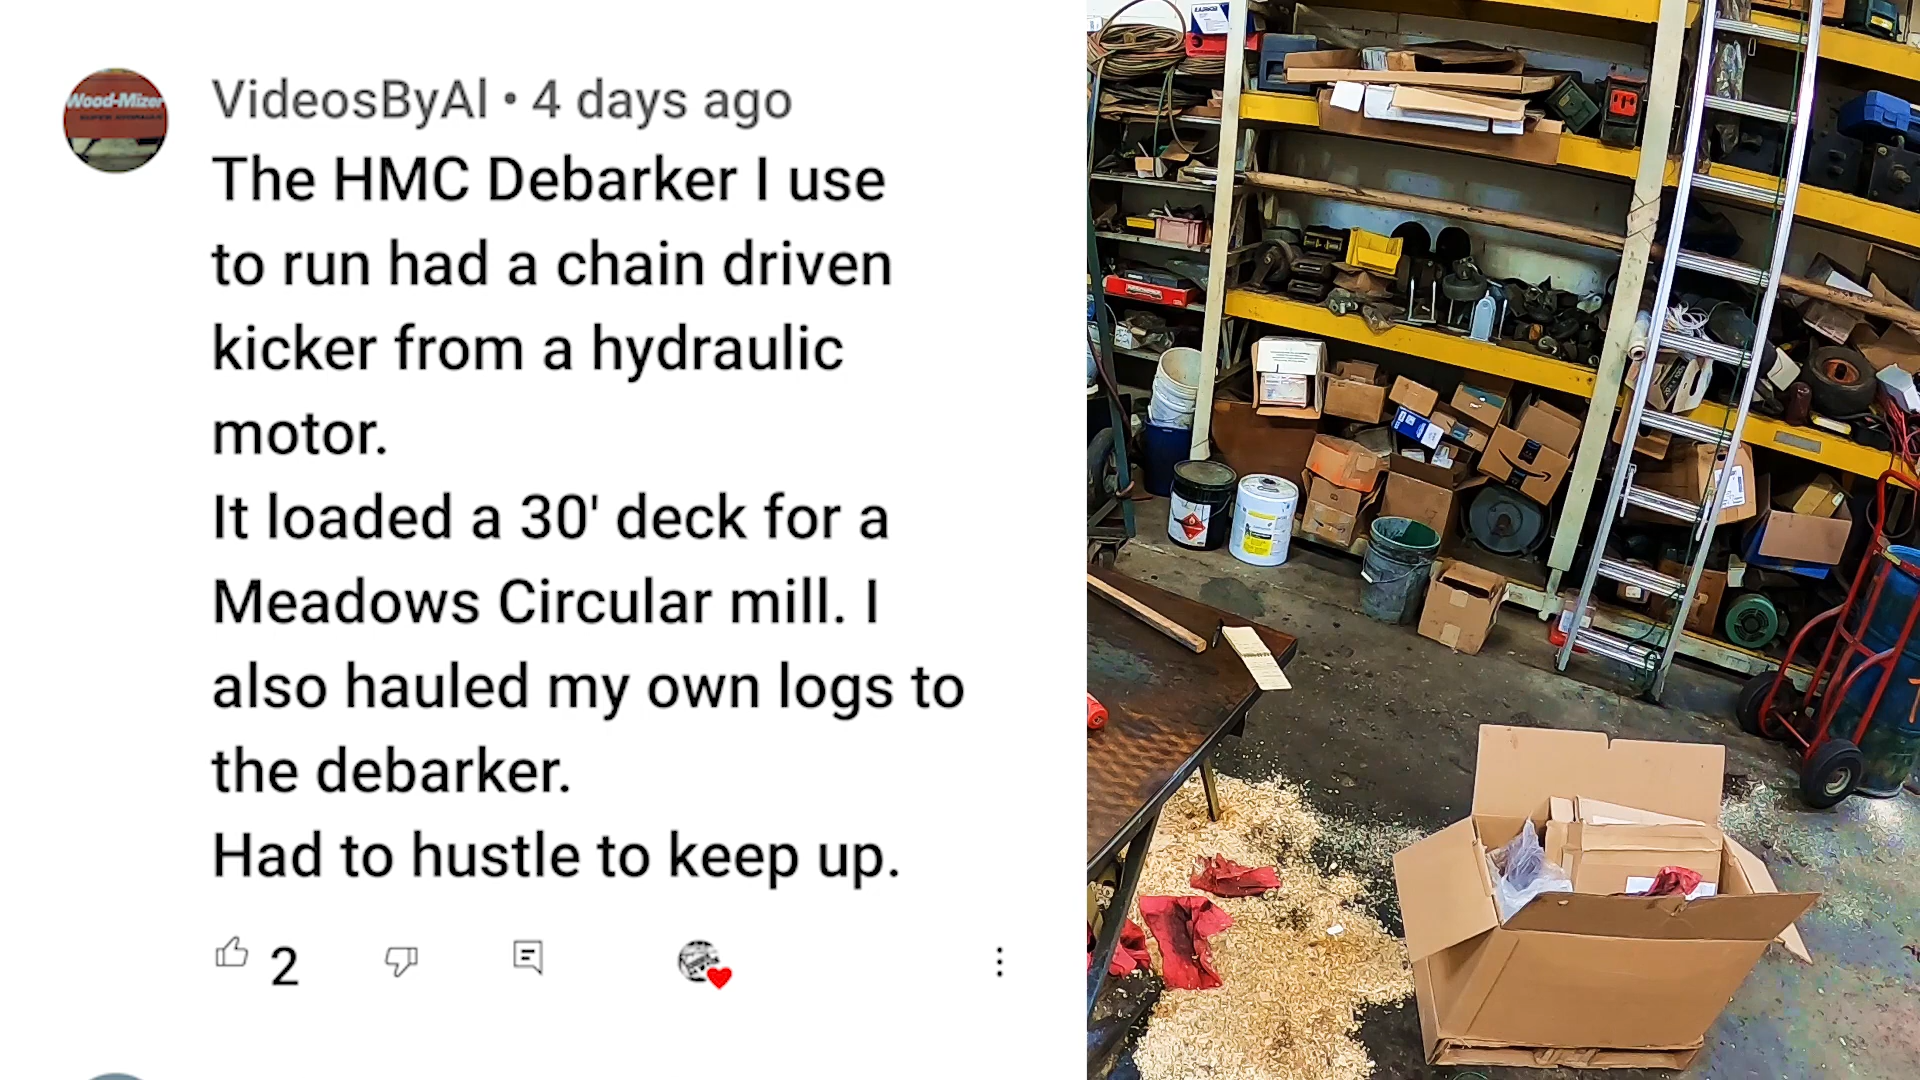 Wood-Mizer
VideosByAl • 4 days ago
The HMC Debarker I use
to run had a chain driven
kicker from a hydraulic
motor.
It loaded a 30' deck for a
Meadows Circular mill. I
also hauled my own logs to
the debarker.
Had to hustle to keep up.
2